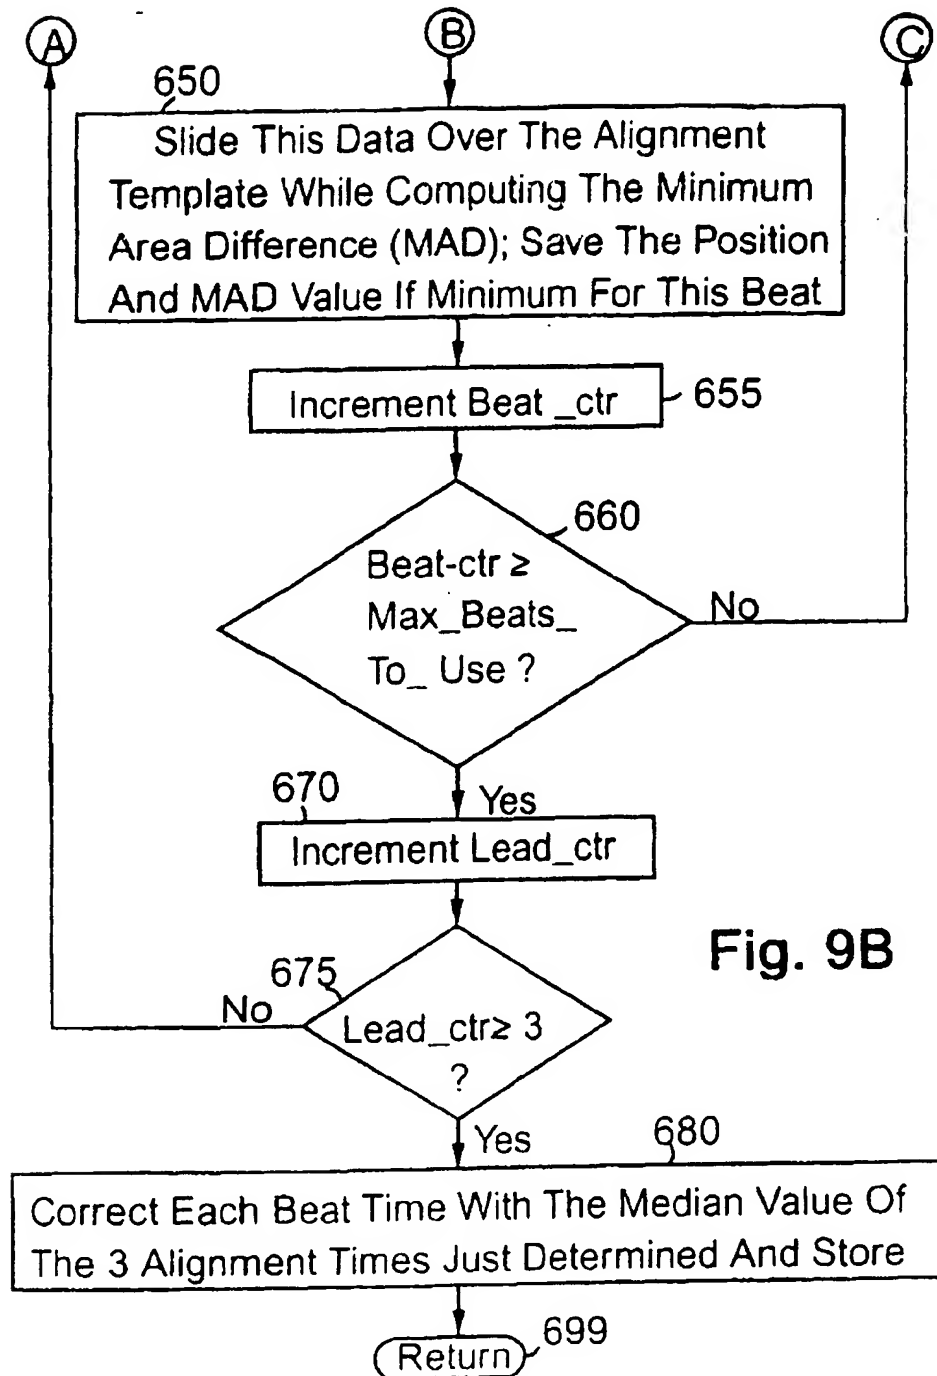 A
B
C
650
Slide This Data Over The Alignment
Template While Computing The Minimum
Area Difference (MAD); Save The Position
And MAD Value If Minimum For This Beat
Increment Beat _ctr
655
660
Beat-ctr ≥
Max_Beats_
To_ Use ?
No
670
Yes
Increment Lead_ctr
Fig. 9B
675
No
Lead_ctr≥ 3
?
Yes
680
Correct Each Beat Time With The Median Value Of
The 3 Alignment Times Just Determined And Store
Return
699